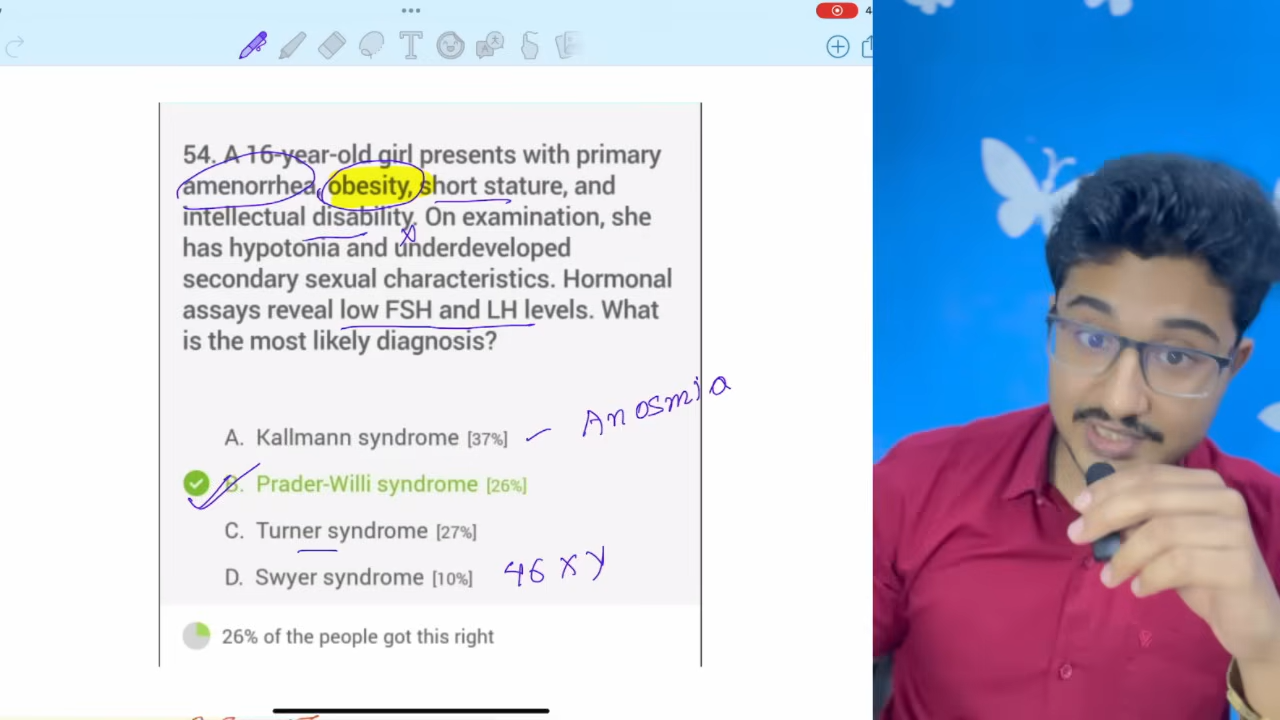 4
54. A 16-year-old girl presents with primary
amenorrhea, obesity, short stature, and
intellectual disability. On examination, she
has hypotonia and underdeveloped
secondary sexual characteristics. Hormonal
assays reveal low FSH and LH levels. What
is the most likely diagnosis?
Anosmia
A. Kallmann syndrome [37%]
B. Prader-Willi syndrome [26%]
C. Turner syndrome [27%]
D. Swyer syndrome [10%] 46 XY
26% of the people got this right